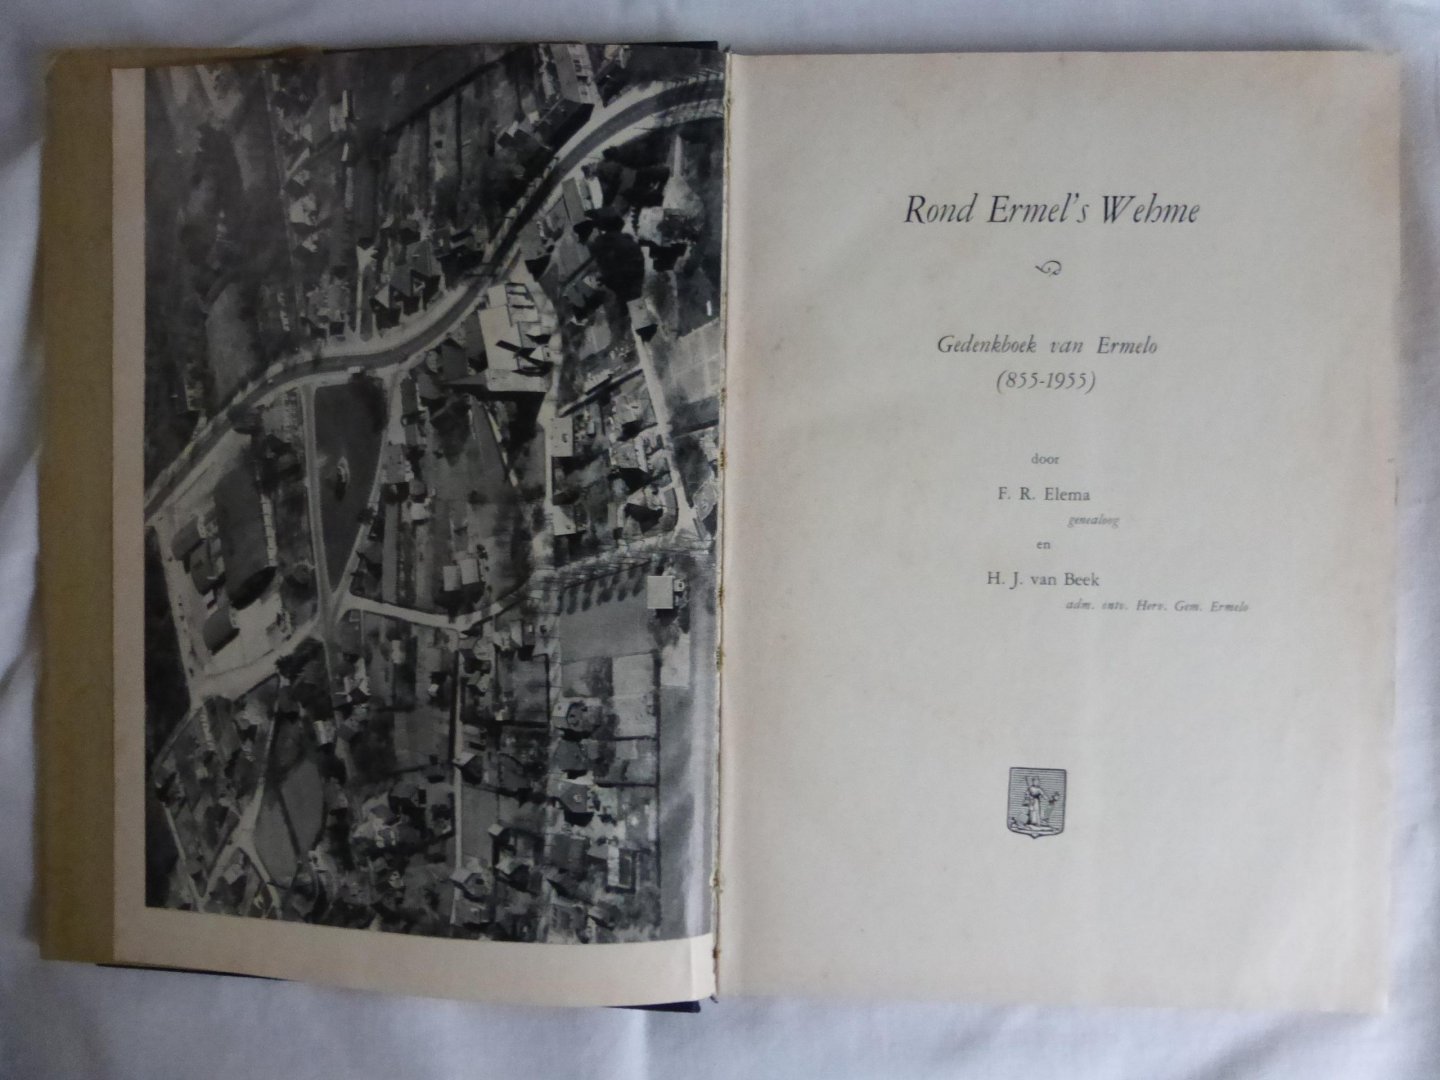 Rond Ermel's Wehme
Gedenkboek van Ermelo
(855-1955)
door
F. R. Elema
genealoog
en
H. J. van Beek
adm. ontv. Herv. Gem. Ermelo